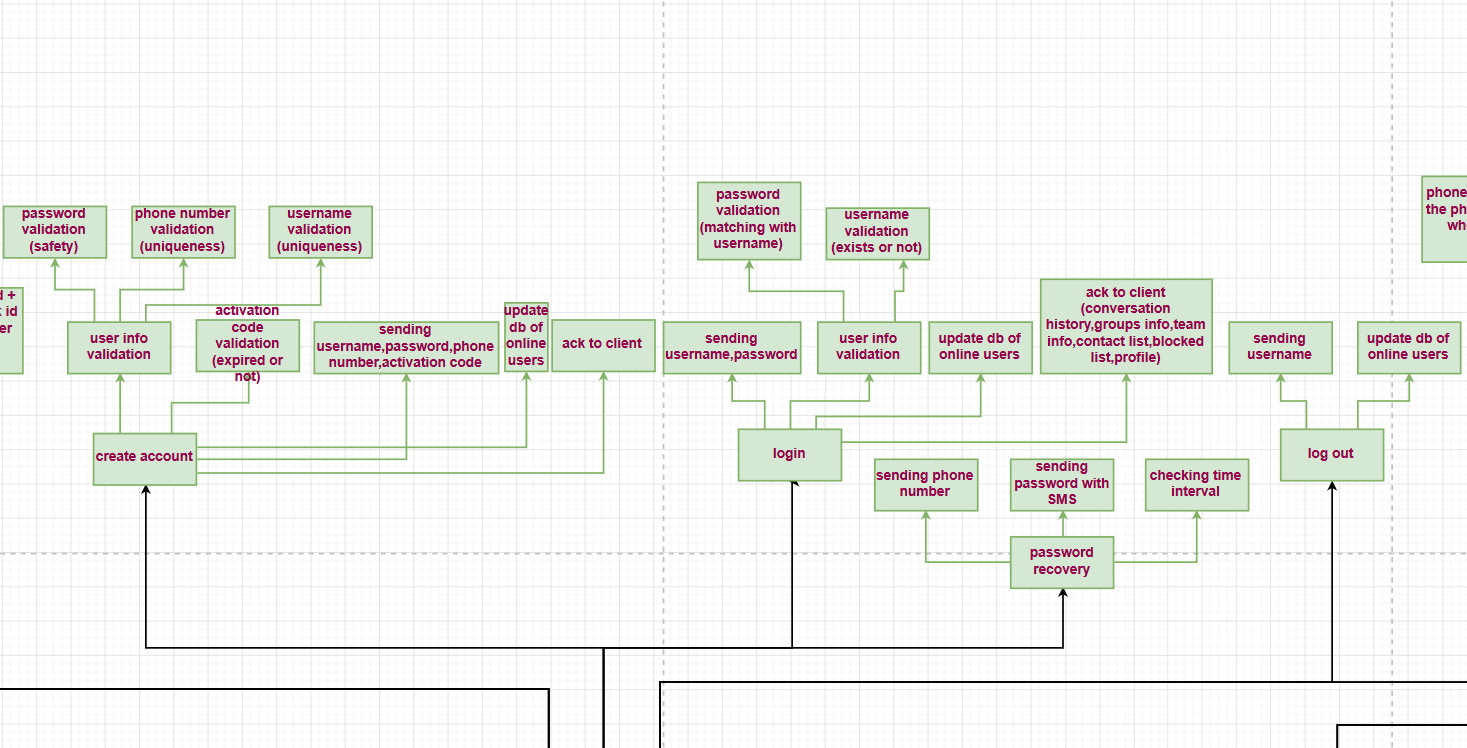 password
validation
(safety)
phone number
validation
(uniqueness)
username
validation
(uniqueness)
password
validation
(matching with
username)
username
validation
(exists or not)
phone
the ph
wh
d +
id
er
user info
validation
activation
code
validation
(expired or
not)
sending
username,password,phone
number,activation code
update
db of
online
users
ack to client
sending
username,password
user info
validation
update db of
online users
ack to client
(conversation
history,groups info,team
info,contact list,blocked
list,profile)
sending
username
update db of
online users
create account
login
log out
sending phone
number
sending
password with
SMS
checking time
interval
password
recovery